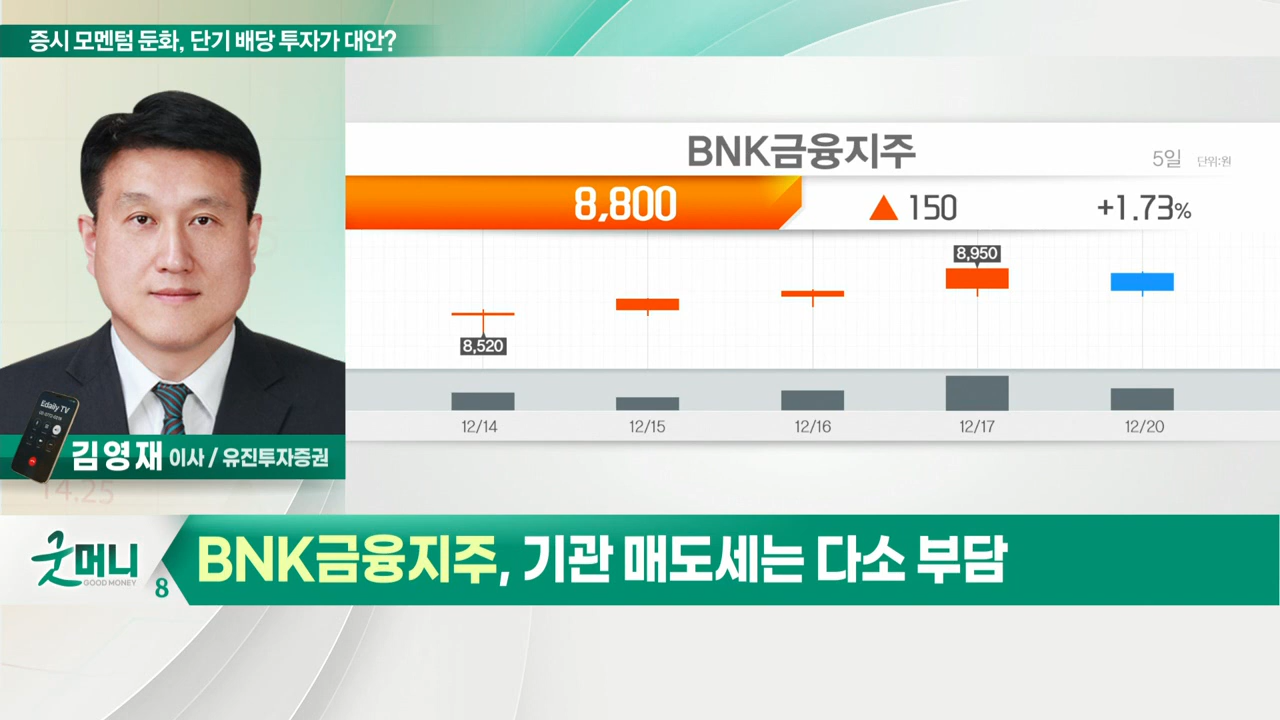 증시 모멘텀 둔화, 단기 배당 투자가 대안?
BNK금융지주
5일 단위:원
8,800 ▲ 150 +1.73%
8,950
8,520
12/14 12/15 12/16 12/17 12/20
Edaily TV
김영재 이사 / 유진투자증권
14.25
굿머니
GOOD MONEY
8
BNK금융지주, 기관 매도세는 다소 부담